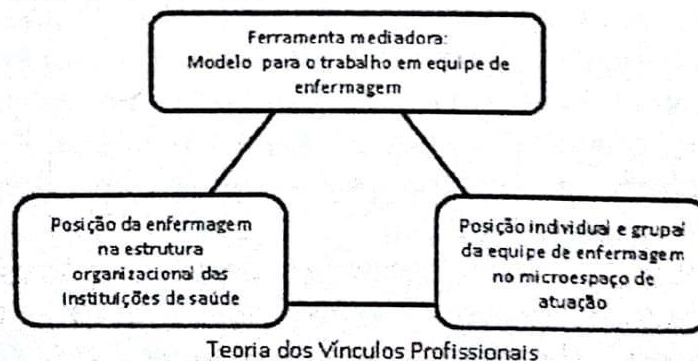 Ferramenta mediadora:
Modelo para o trabalho em equipe de
enfermagem
Posição da enfermagem
na estrutura
organizacional das
Instituições de saúde
Posição individual e grupal
da equipe de enfermagem
no microespaço de
atuação
Teoria dos Vínculos Profissionais